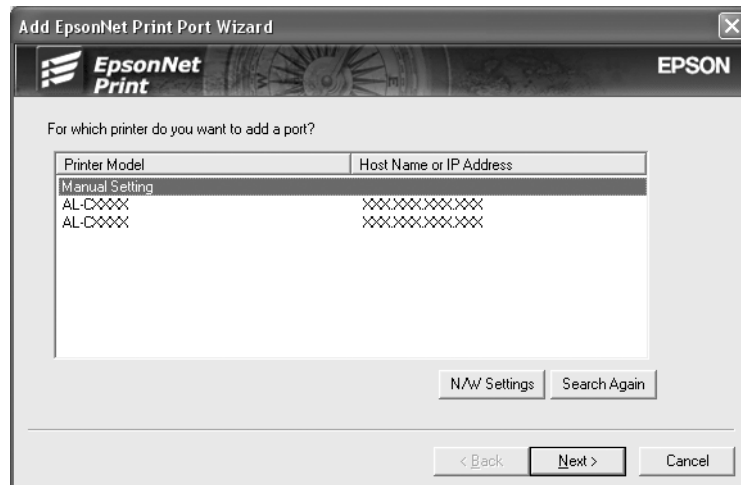 Add EpsonNet Print Port Wizard
EpsonNet
Print
EPSON
For which printer do you want to add a port?
Printer Model Host Name or IP Address
Manual Setting
AL-CXXXX XXX.XXX.XXX.XXX
AL-CXXXX XXX.XXX.XXX.XXX
N/W Settings Search Again
< Back Next > Cancel